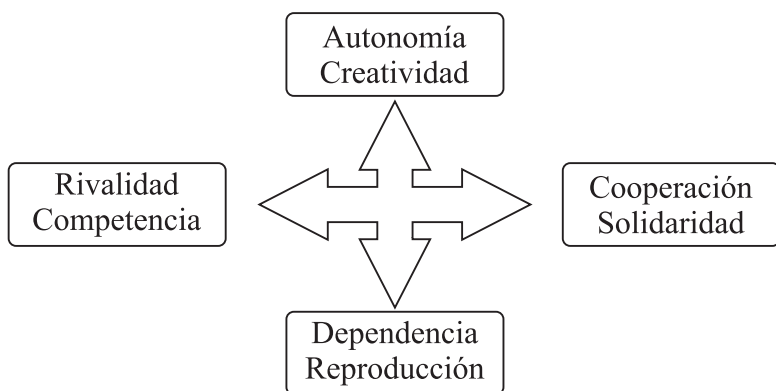 Autonomía
Creatividad
Rivalidad
Competencia
Cooperación
Solidaridad
Dependencia
Reproducción